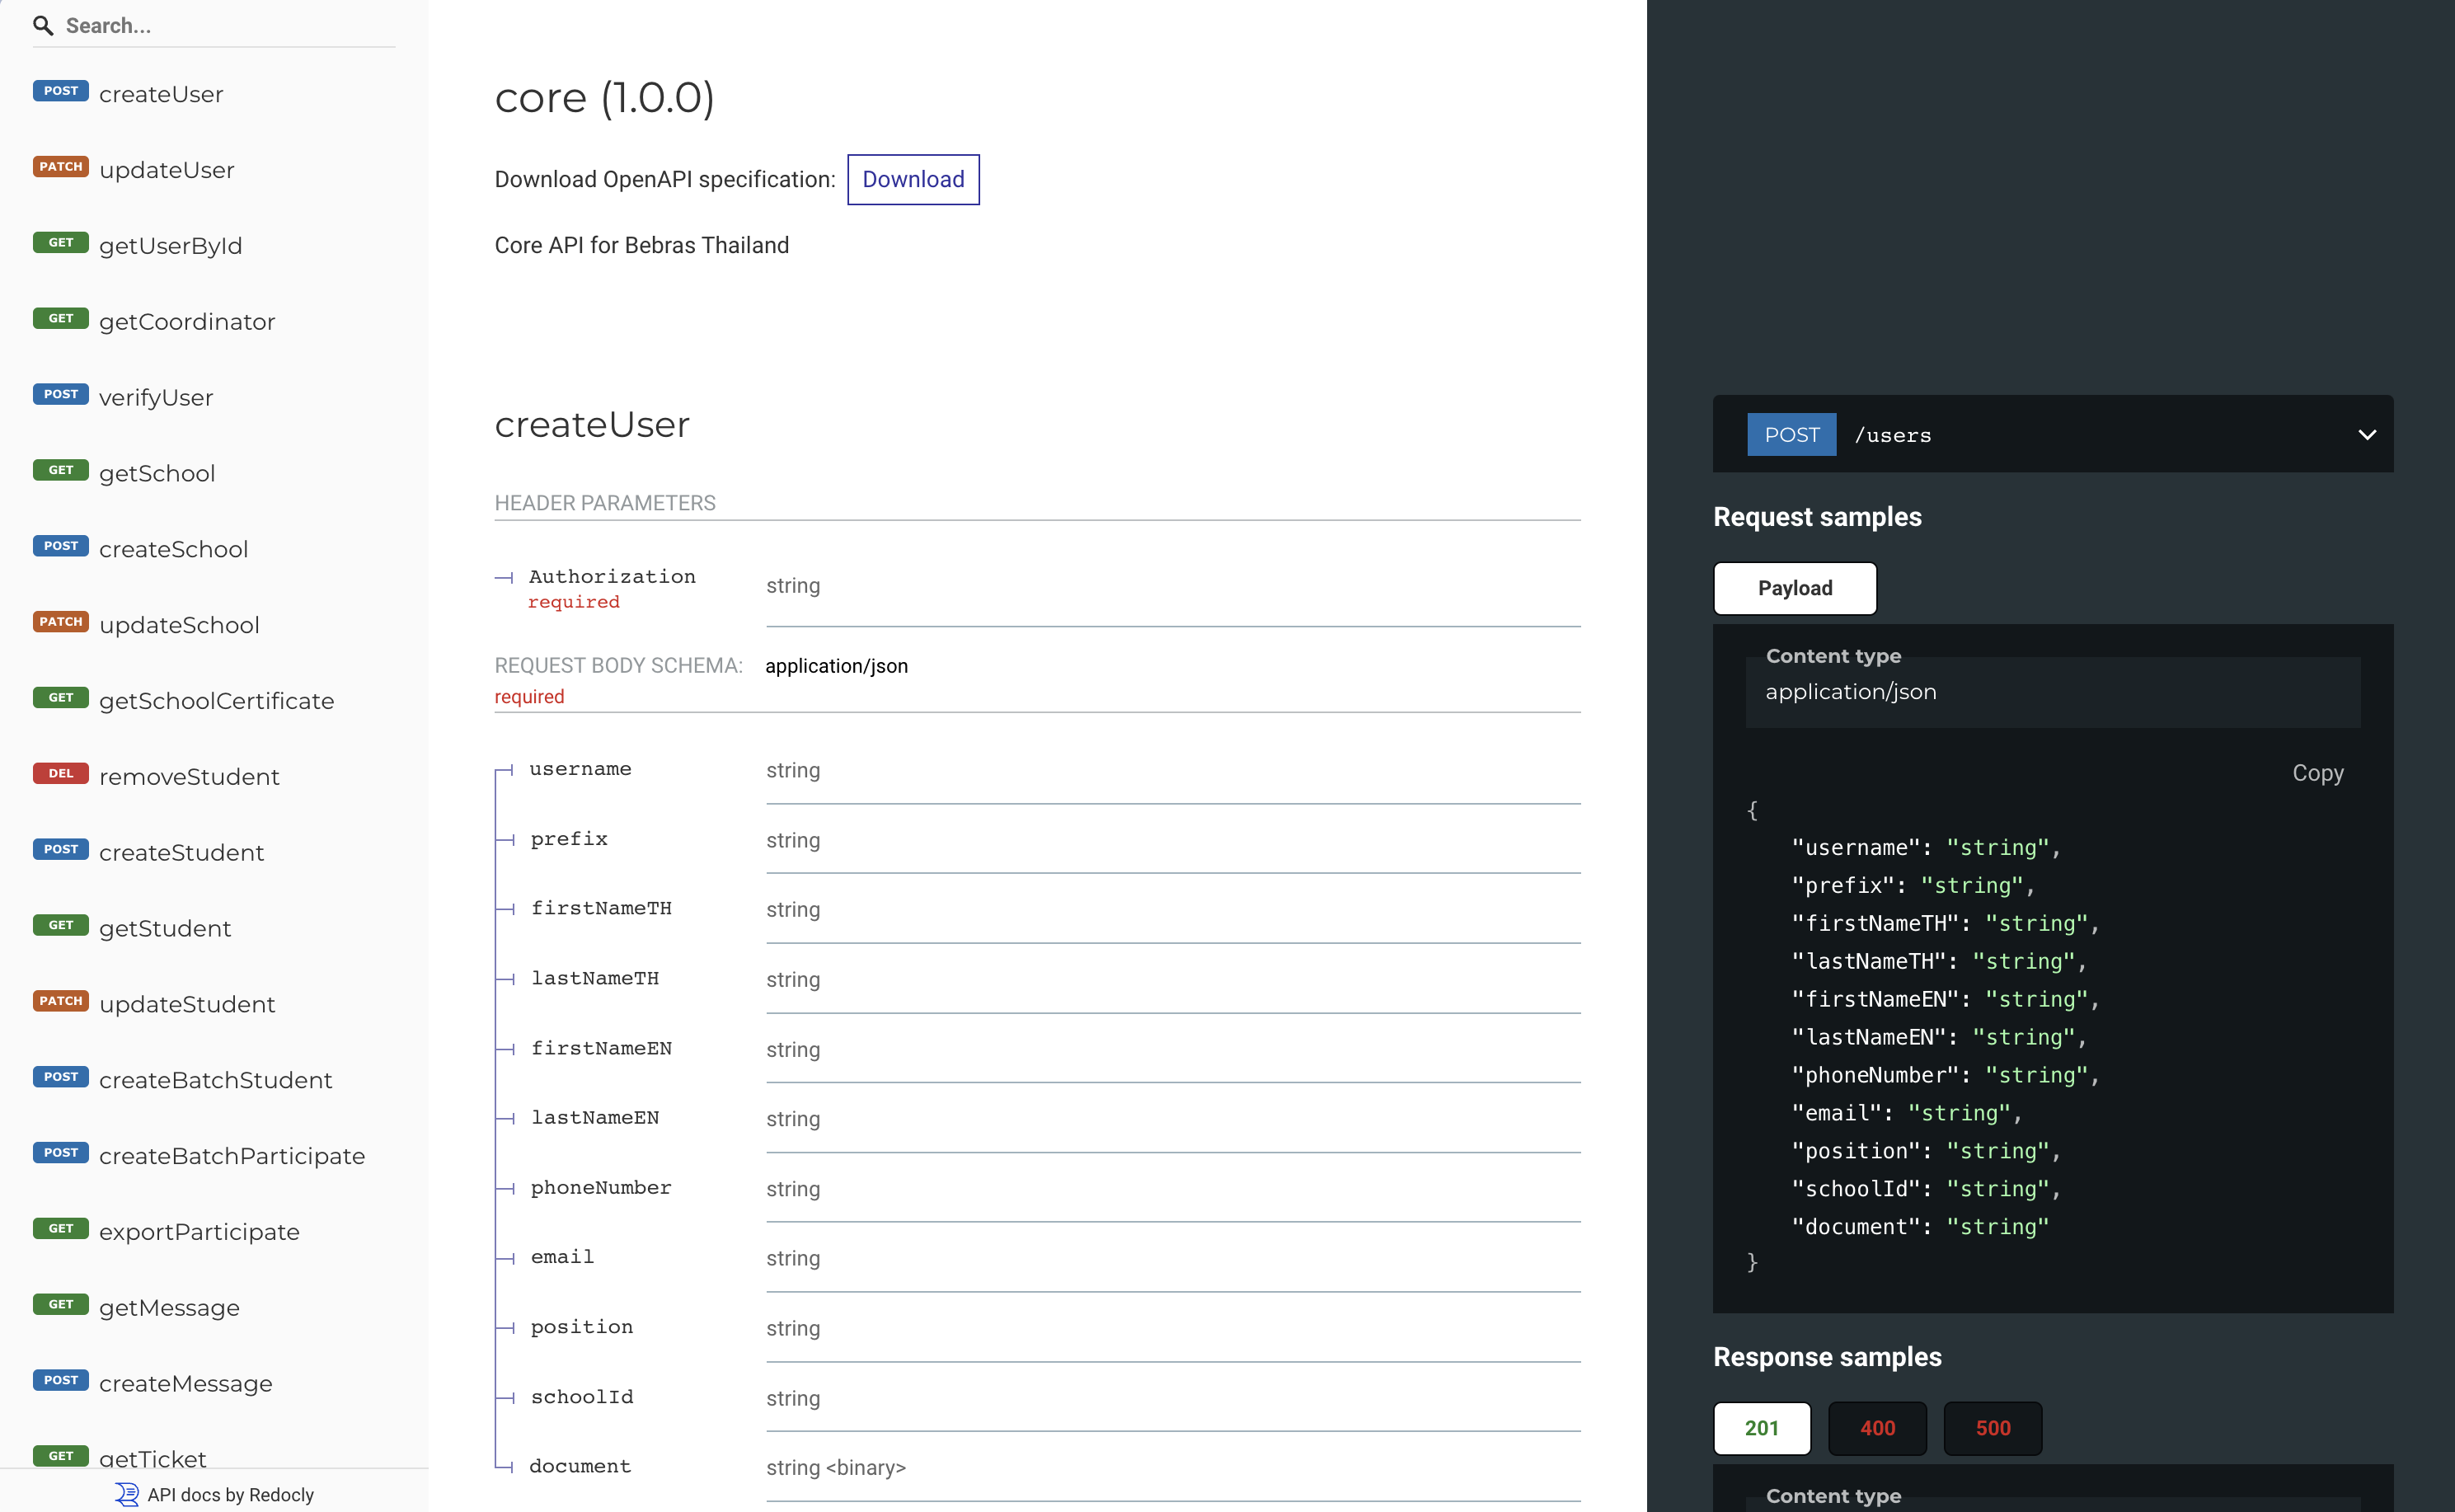 Search...
POST createUser
PATCH updateUser
GET getUserById
GET getCoordinator
POST verifyUser
GET getSchool
POST createSchool
PATCH updateSchool
GET getSchoolCertificate
DEL removeStudent
POST createStudent
GET getStudent
PATCH updateStudent
POST createBatchStudent
POST createBatchParticipate
GET exportParticipate
GET getMessage
POST createMessage
GET getTicket
API docs by Redocly
core (1.0.0)
Download OpenAPI specification: Download
Core API for Bebras Thailand
createUser
HEADER PARAMETERS
Authorization string
required
REQUEST BODY SCHEMA: application/json
required
username string
prefix string
firstNameTH string
lastNameTH string
firstNameEN string
lastNameEN string
phoneNumber string
email string
position string
schoolId string
document string <binary>
POST /users
Request samples
Payload
Content type
application/json
Copy
{
"username": "string",
"prefix": "string",
"firstNameTH": "string",
"lastNameTH": "string",
"firstNameEN": "string",
"lastNameEN": "string",
"phoneNumber": "string",
"email": "string",
"position": "string",
"schoolId": "string",
"document": "string"
}
Response samples
201 400 500
Content type